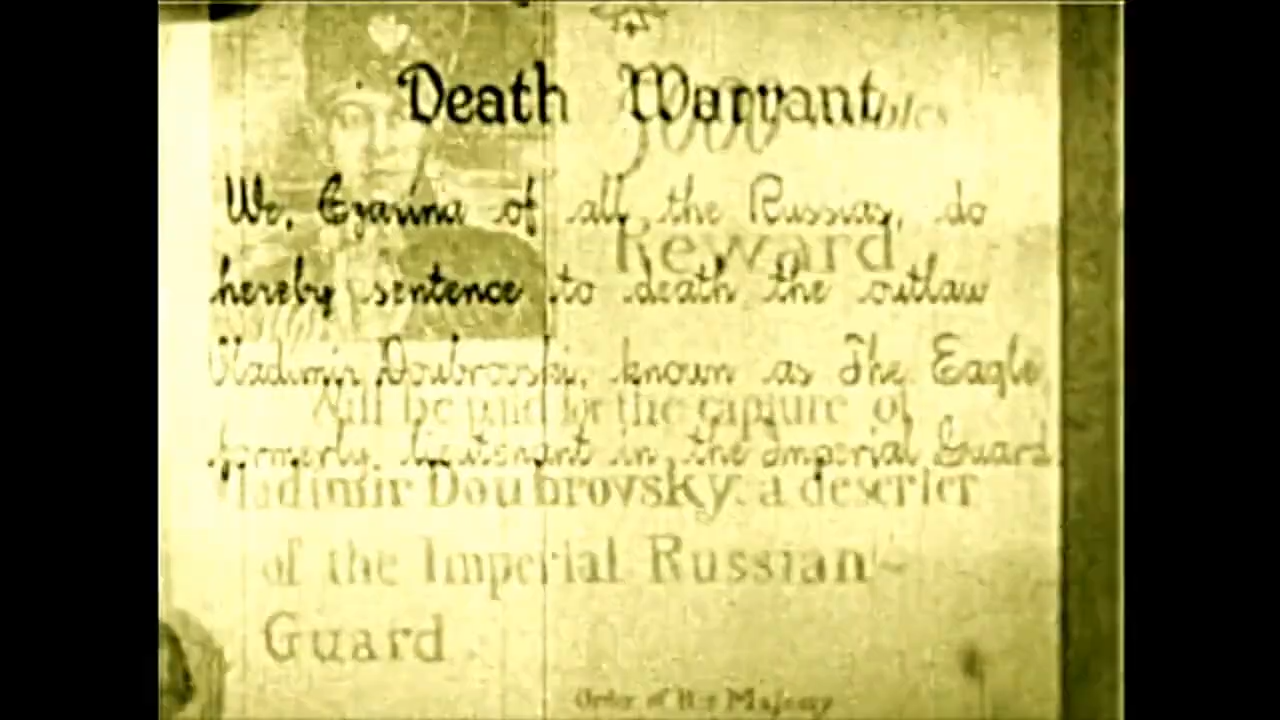 Death Warrant
3000 Rubles
We, Czarina of all the Russias, do
Reward
hereby sentence to death the outlaw
Vladimir Doubrovski, known as The Eagle,
Will be paid for the capture of
formerly lieutenant in the Imperial Guard.
Vladimir Doubrovsky, a deserter
of the Imperial Russian
Guard
Order of Her Majesty